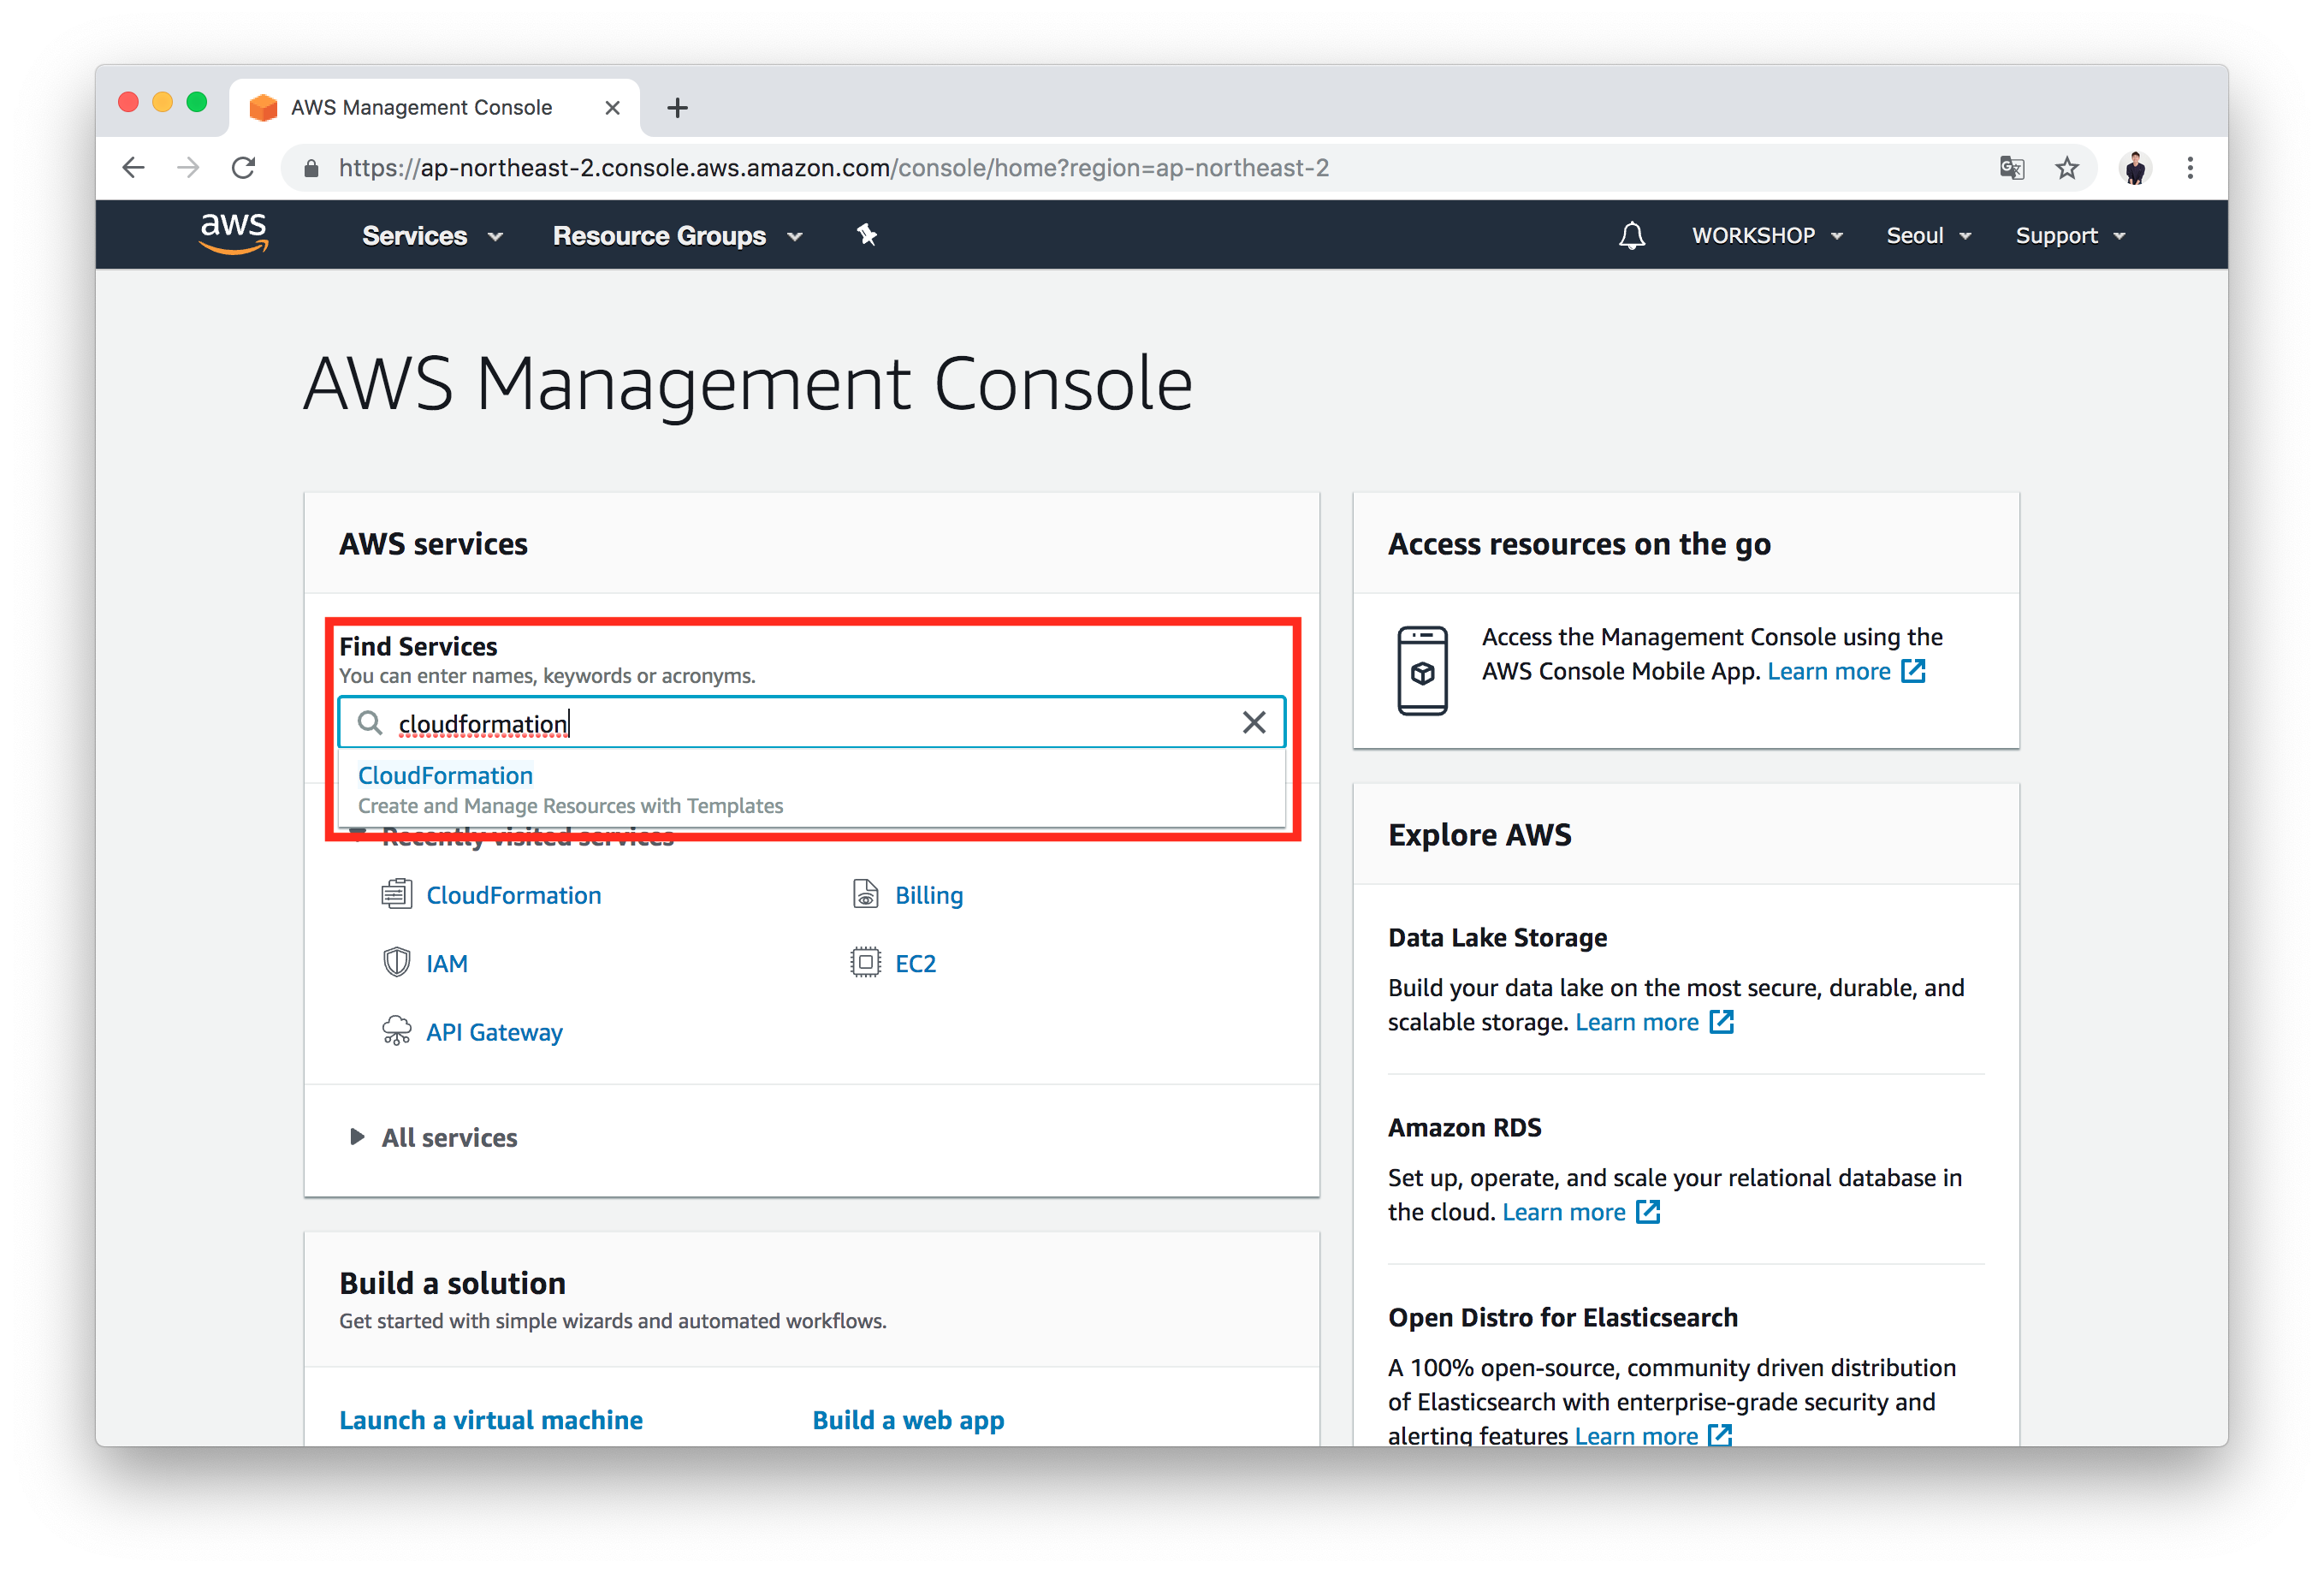 AWS Management Console
https://ap-northeast-2.console.aws.amazon.com/console/home?region=ap-northeast-2
aws
Services
Resource Groups
WORKSHOP
Seoul
Support
AWS Management Console
AWS services
Find Services
You can enter names, keywords or acronyms.
cloudformation
CloudFormation
Create and Manage Resources with Templates
Recently visited services
CloudFormation
Billing
IAM
EC2
API Gateway
All services
Build a solution
Get started with simple wizards and automated workflows.
Launch a virtual machine
Build a web app
Access resources on the go
Access the Management Console using the
AWS Console Mobile App. Learn more
Explore AWS
Data Lake Storage
Build your data lake on the most secure, durable, and
scalable storage. Learn more
Amazon RDS
Set up, operate, and scale your relational database in
the cloud. Learn more
Open Distro for Elasticsearch
A 100% open-source, community driven distribution
of Elasticsearch with enterprise-grade security and
alerting features Learn more